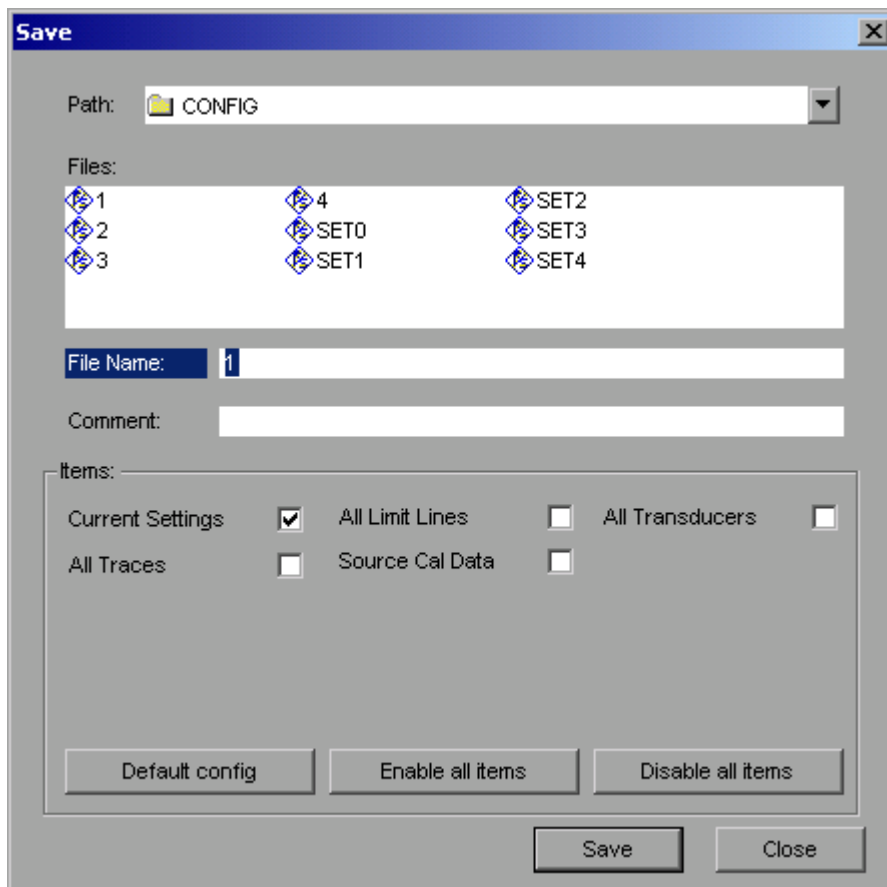 Save
Path: CONFIG
Files:
1 4 SET2
2 SET0 SET3
3 SET1 SET4
File Name: 1
Comment:
Items:
Current Settings All Limit Lines All Transducers
All Traces Source Cal Data
Default config Enable all items Disable all items
Save Close